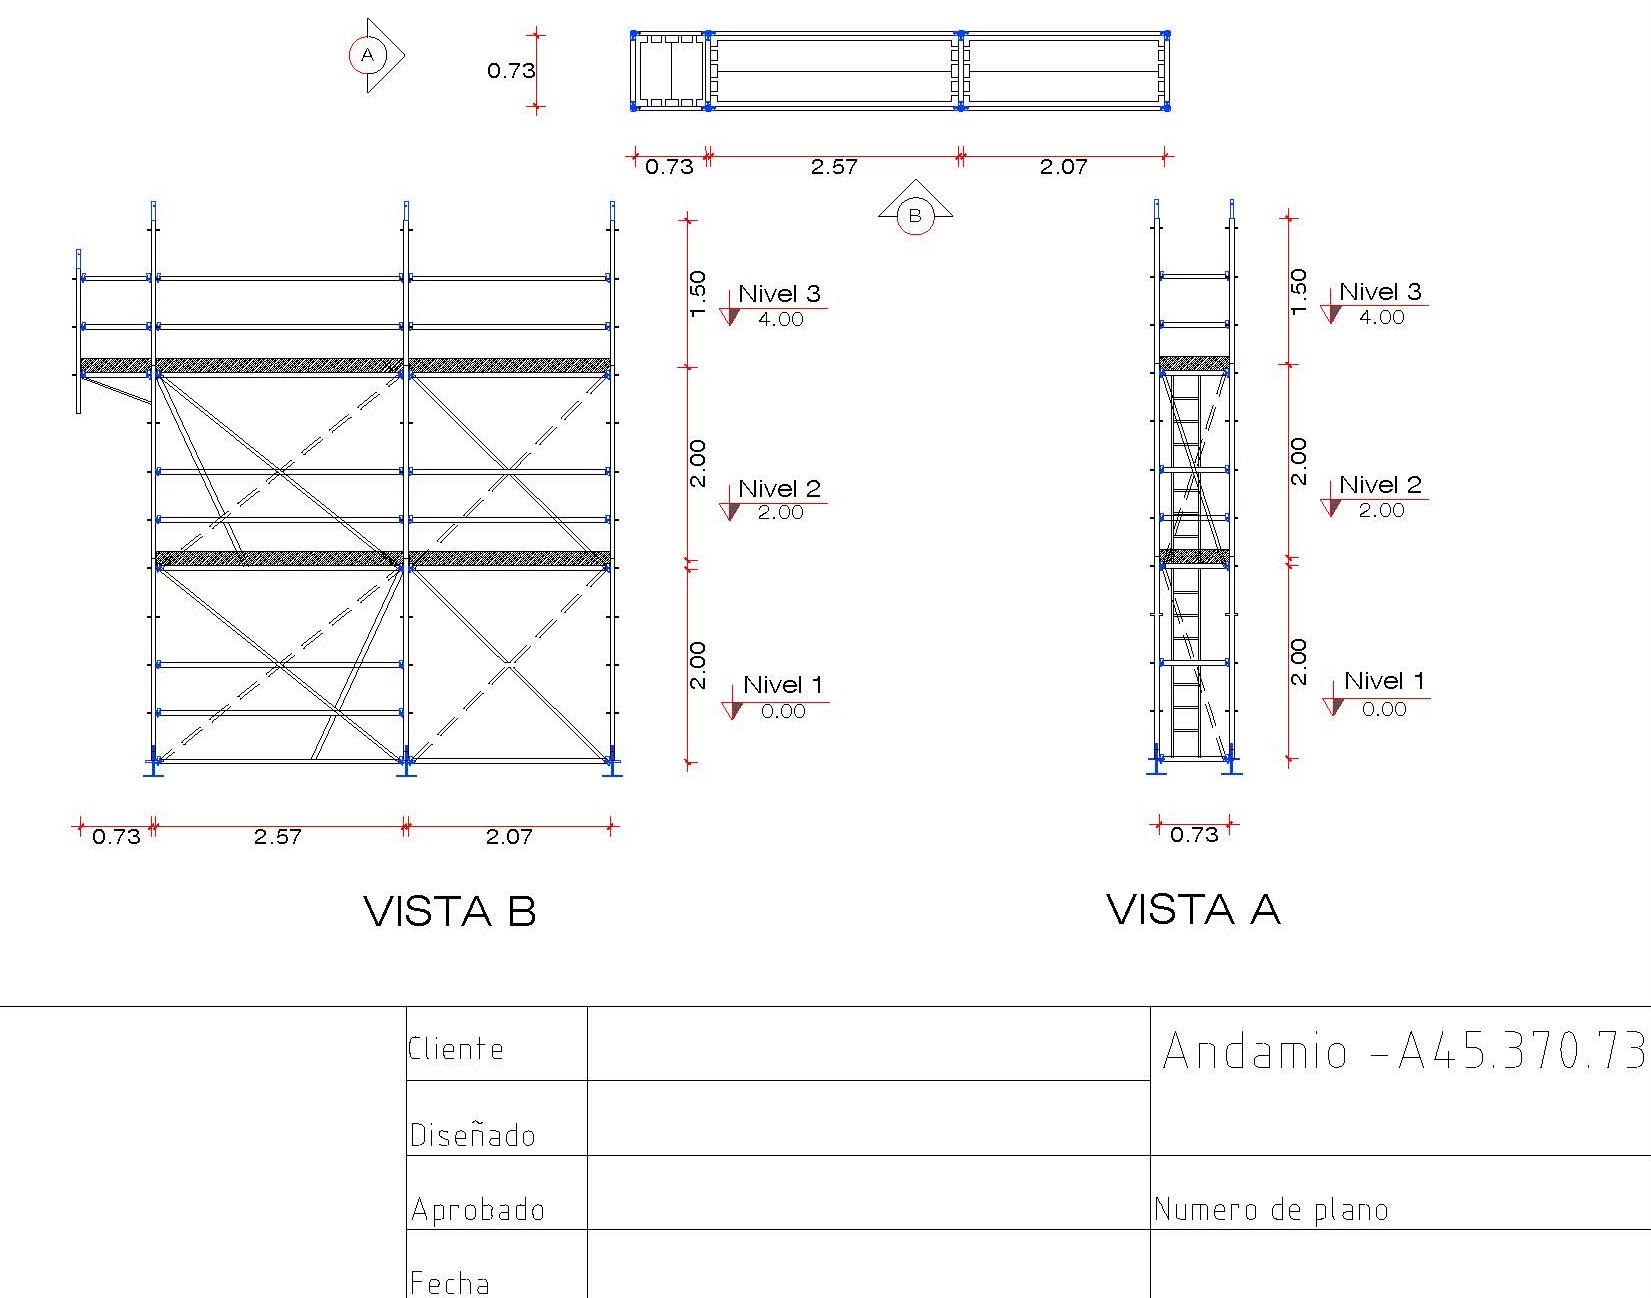 A
0.73
0.73
2.57
2.07
B
1.50
Nivel 3
4.00
2.00
Nivel 2
2.00
2.00
Nivel 1
0.00
0.73
2.57
2.07
VISTA B
1.50
Nivel 3
4.00
2.00
Nivel 2
2.00
2.00
Nivel 1
0.00
0.73
VISTA A
Cliente
Andamio -A45.370.73
Diseñado
Aprobado
Numero de plano
Fecha